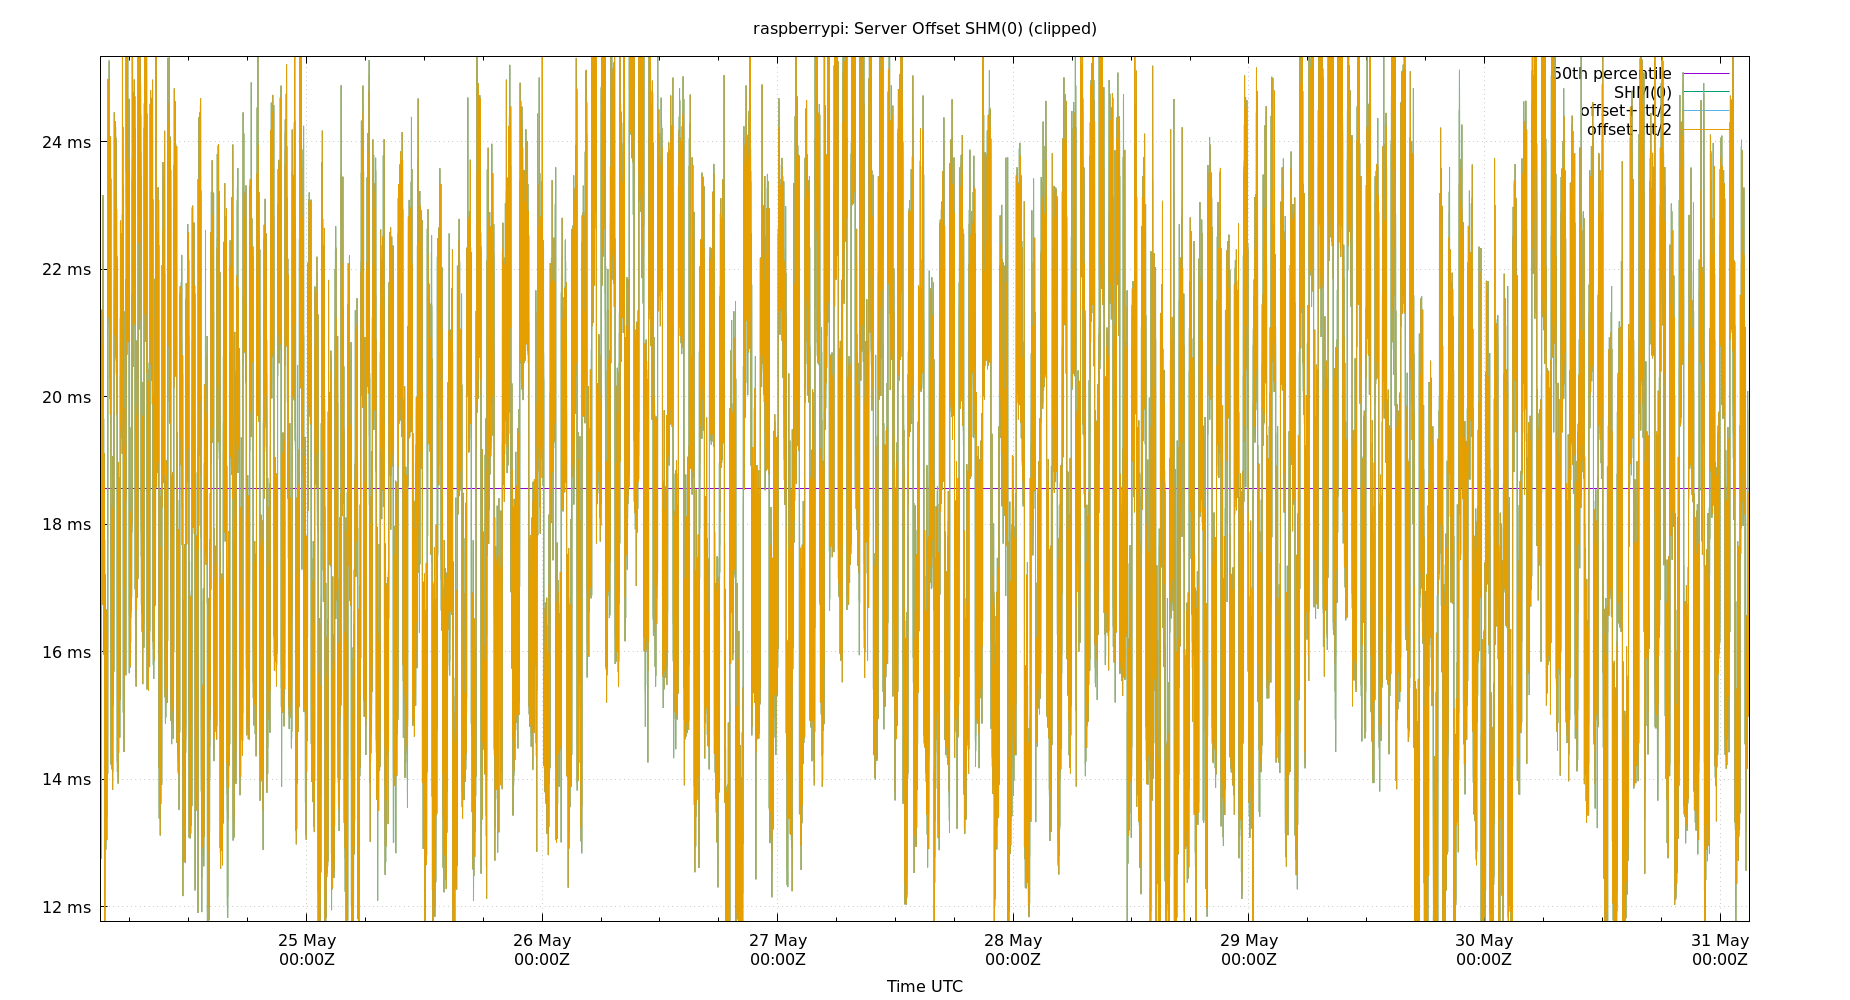 raspberrypi: Server Offset SHM(0) (clipped)
50th percentile
SHM(0)
offset+rtt/2
offset-rtt/2
24 ms
22 ms
20 ms
18 ms
16 ms
14 ms
12 ms
25 May 26 May 27 May 28 May 29 May 30 May 31 May
00:00Z 00:00Z 00:00Z 00:00Z 00:00Z 00:00Z 00:00Z
Time UTC